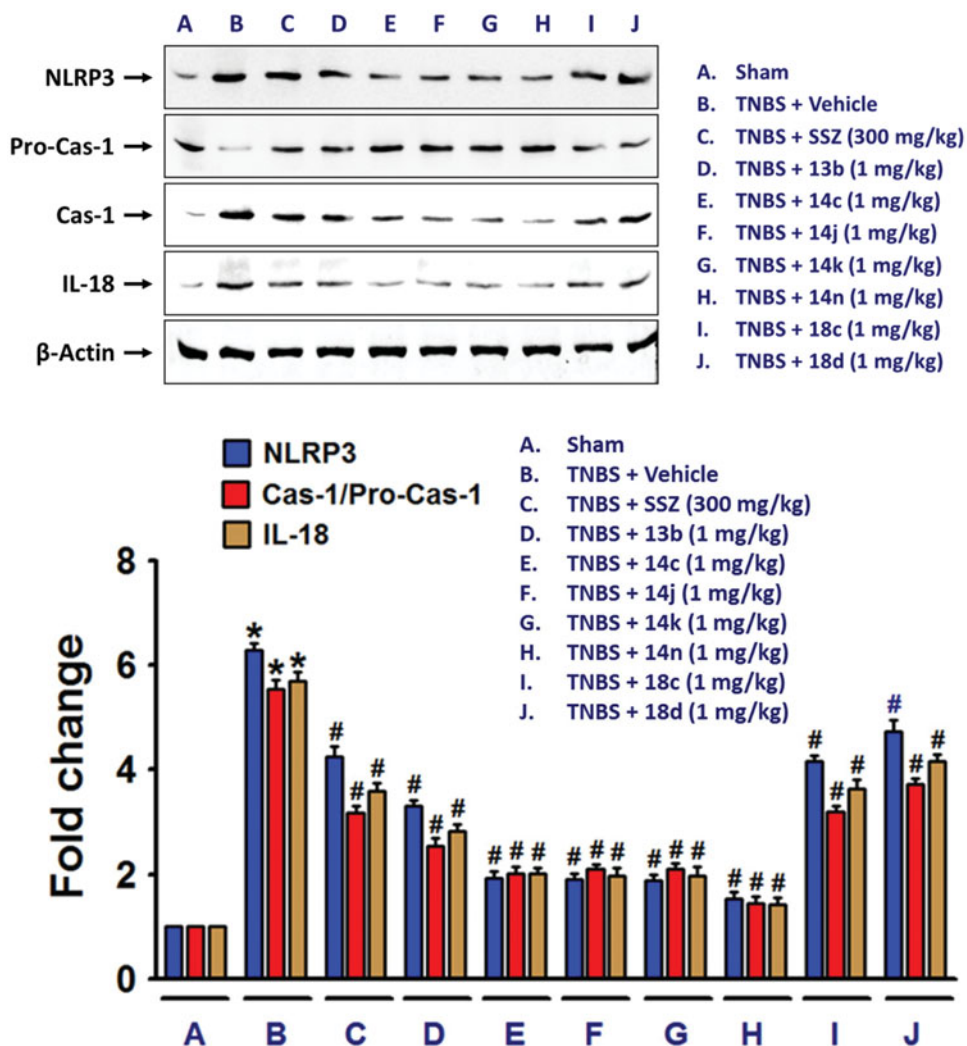 A B C D E F G H I J
NLRP3 →
Pro-Cas-1 →
Cas-1 →
IL-18 →
β-Actin →
A. Sham
B. TNBS + Vehicle
C. TNBS + SSZ (300 mg/kg)
D. TNBS + 13b (1 mg/kg)
E. TNBS + 14c (1 mg/kg)
F. TNBS + 14j (1 mg/kg)
G. TNBS + 14k (1 mg/kg)
H. TNBS + 14n (1 mg/kg)
I. TNBS + 18c (1 mg/kg)
J. TNBS + 18d (1 mg/kg)
NLRP3
Cas-1/Pro-Cas-1
IL-18
A. Sham
B. TNBS + Vehicle
C. TNBS + SSZ (300 mg/kg)
D. TNBS + 13b (1 mg/kg)
E. TNBS + 14c (1 mg/kg)
F. TNBS + 14j (1 mg/kg)
G. TNBS + 14k (1 mg/kg)
H. TNBS + 14n (1 mg/kg)
I. TNBS + 18c (1 mg/kg)
J. TNBS + 18d (1 mg/kg)
Fold change
8
6
4
2
0
* * *
# # #
# # #
# # #
# # #
# # #
# # #
# # #
# # #
A B C D E F G H I J